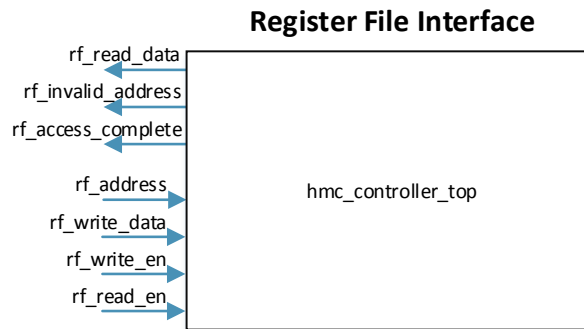 Register File Interface
rf_read_data
rf_invalid_address
rf_access_complete
rf_address
hmc_controller_top
rf_write_data
rf_write_en
rf_read_en